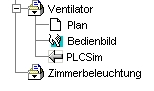 Ventilator
Plan
Bedienbild
PLCSim
Zimmerbeleuchtung